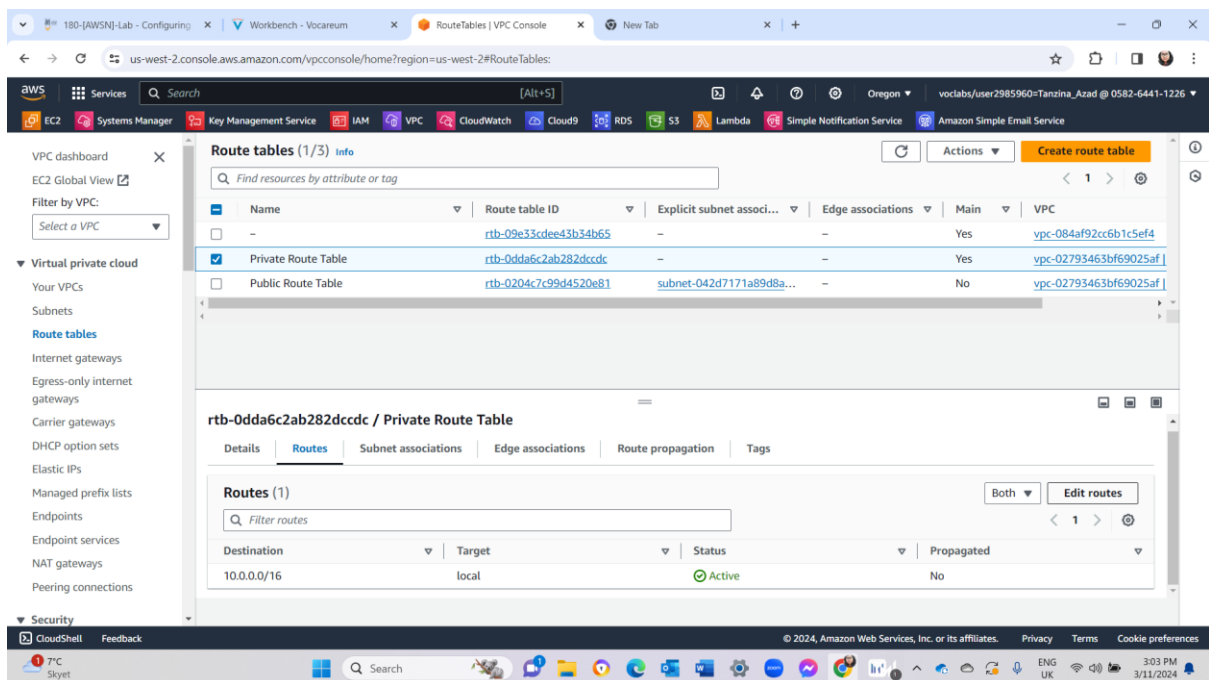 180-[AWSN]-Lab - Configuring
Workbench - Vocareum
RouteTables | VPC Console
New Tab
us-west-2.console.aws.amazon.com/vpcconsole/home?region=us-west-2#RouteTables:
aws Services Search [Alt+S] Oregon voclabs/user2985960=Tanzina_Azad @ 0582-6441-1226
EC2 Systems Manager Key Management Service IAM VPC CloudWatch Cloud9 RDS S3 Lambda Simple Notification Service Amazon Simple Email Service
VPC dashboard
EC2 Global View
Filter by VPC:
Select a VPC
Virtual private cloud
Your VPCs
Subnets
Route tables
Internet gateways
Egress-only internet
gateways
Carrier gateways
DHCP option sets
Elastic IPs
Managed prefix lists
Endpoints
Endpoint services
NAT gateways
Peering connections
Security
Route tables (1/3) Info
Actions
Create route table
Find resources by attribute or tag
1
Name Route table ID Explicit subnet associ... Edge associations Main VPC
– rtb-09e33cdee43b34b65 – – Yes vpc-084af92cc6b1c5ef4
Private Route Table rtb-0dda6c2ab282dccdc – – Yes vpc-02793463bf69025af |
Public Route Table rtb-0204c7c99d4520e81 subnet-042d7171a89d8a... – No vpc-02793463bf69025af |
rtb-0dda6c2ab282dccdc / Private Route Table
Details Routes Subnet associations Edge associations Route propagation Tags
Routes (1)
Both
Edit routes
Filter routes
1
Destination Target Status Propagated
10.0.0.0/16 local Active No
CloudShell Feedback © 2024, Amazon Web Services, Inc. or its affiliates. Privacy Terms Cookie preferences
1
7°C
Skyet
Search
ENG
UK
3:03 PM
3/11/2024